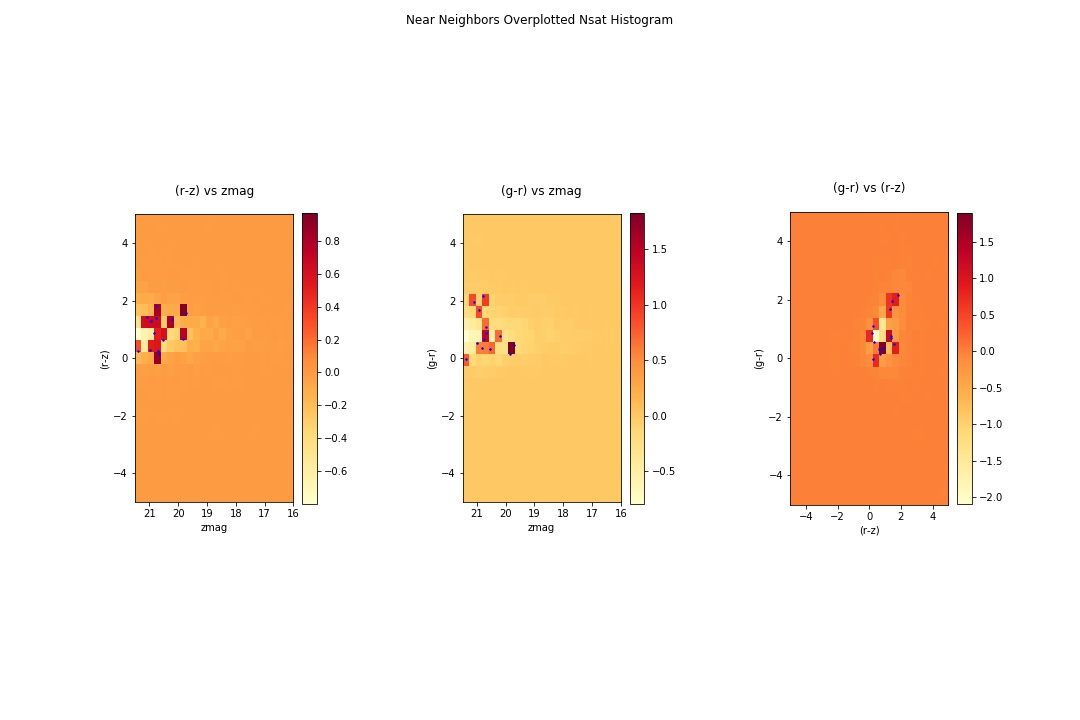 Near Neighbors Overplotted Nsat Histogram
(r-z) vs zmag
4
2
0
−2
−4
(r-z)
21 20 19 18 17 16
zmag
0.8
0.6
0.4
0.2
0.0
−0.2
−0.4
−0.6
(g-r) vs zmag
4
2
0
−2
−4
(g-r)
21 20 19 18 17 16
zmag
1.5
1.0
0.5
0.0
−0.5
(g-r) vs (r-z)
4
2
0
−2
−4
(g-r)
−4 −2 0 2 4
(r-z)
1.5
1.0
0.5
0.0
−0.5
−1.0
−1.5
−2.0